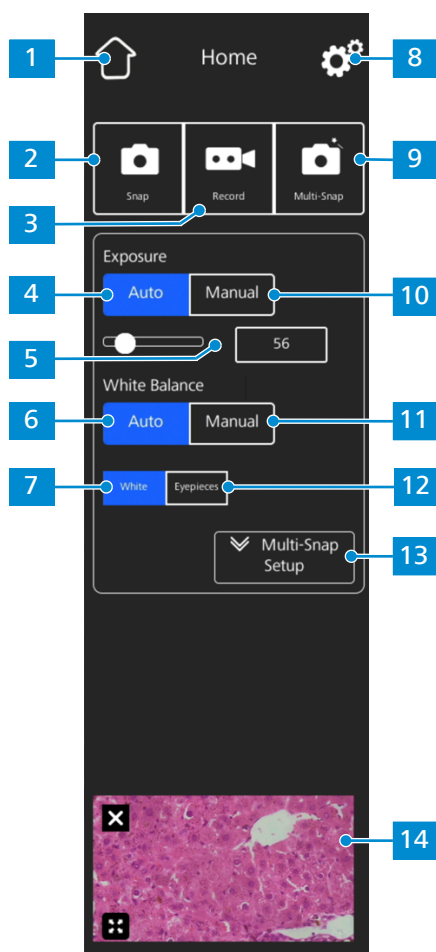 1
Home
8
2
Snap
Record
Multi-Snap
9
3
Exposure
4
Auto
Manual
10
5
56
White Balance
6
Auto
Manual
11
7
White
Eyepieces
12
Multi-Snap
Setup
13
14